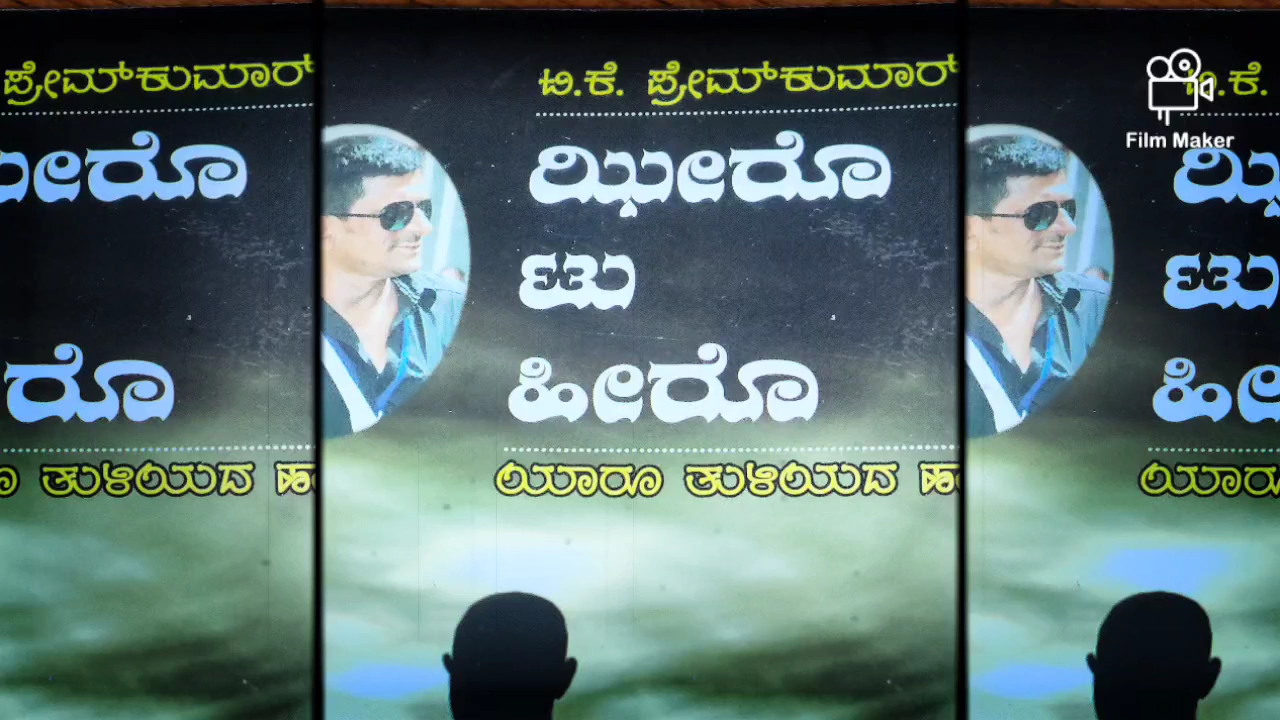 ಟಿ.ಕೆ. ಪ್ರೇಮ್‌ಕುಮಾರ್
ಝೀರೊ
ಟು
ಹೀರೊ
ಯಾರೂ ತುಳಿಯದ
Film Maker